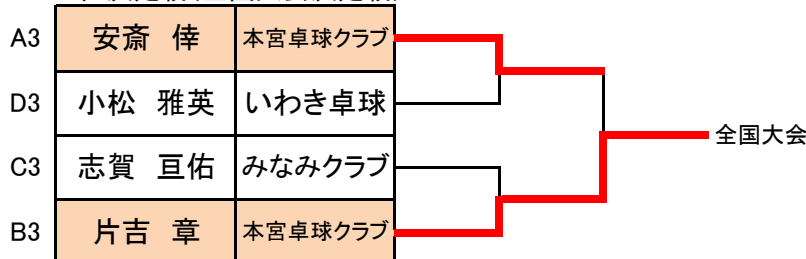 A3 安斎 倖 本宮卓球クラブ
D3 小松 雅英 いわき卓球
全国大会
C3 志賀 亘佑 みなみクラブ
B3 片吉 章 本宮卓球クラブ